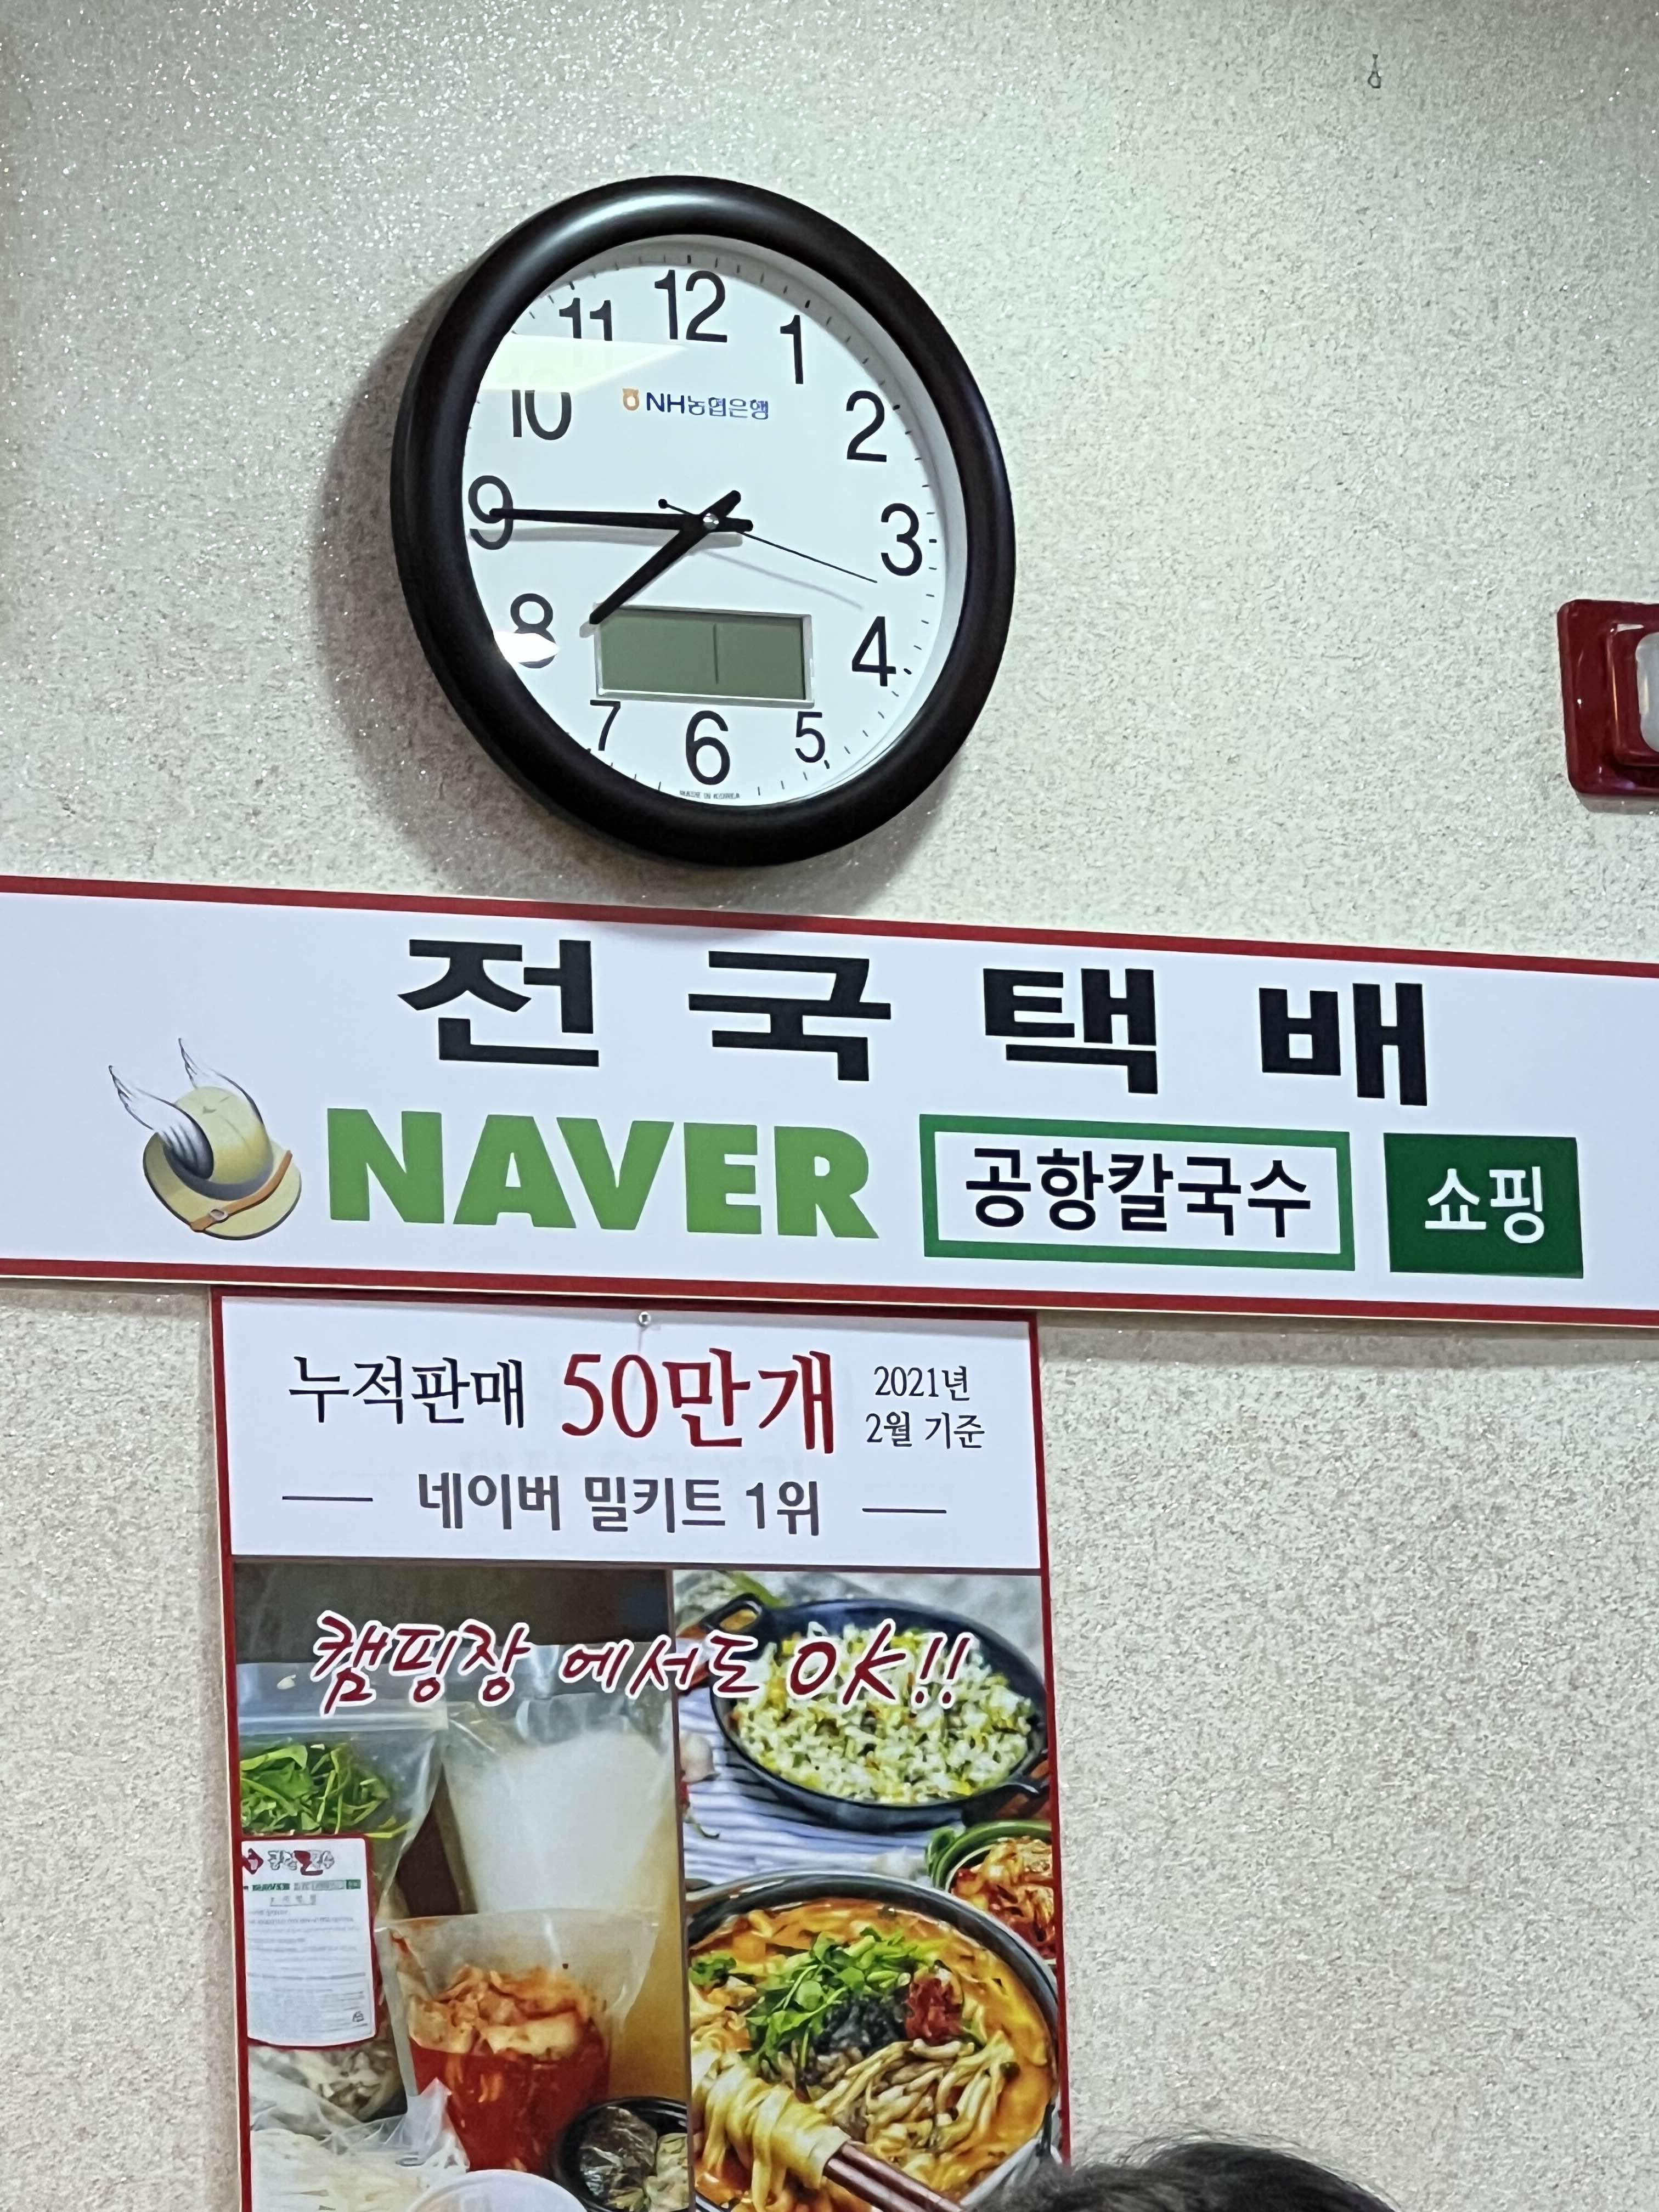 12
11
1
10
NH농협은행
2
9
3
8
4
7
6
5
MADE IN KOREA
전국택배
NAVER 공항칼국수 쇼핑
누적판매 50만개 2021년
2월 기준
네이버 밀키트 1위
캠핑장 에서도 OK!!